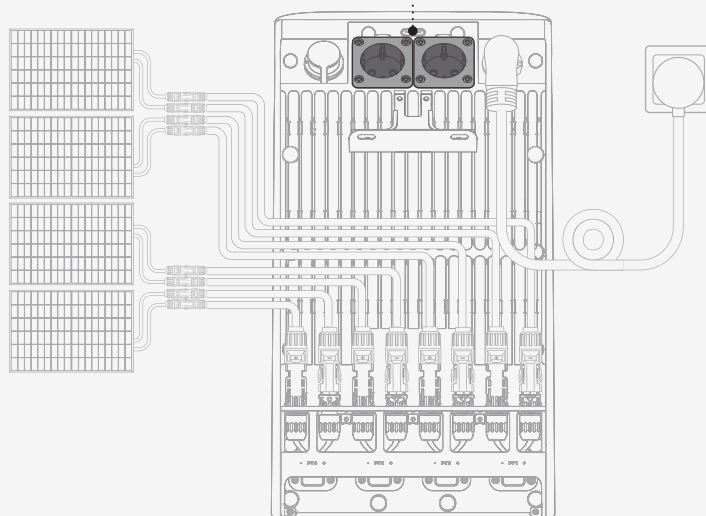 - PV4 + - PV3 + - PV2 + - PV1 +